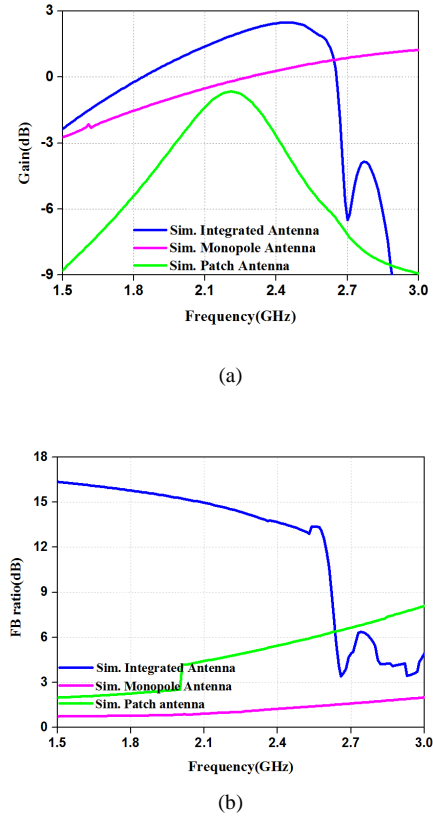 3
0
-3
-6
-9
Gain(dB)
Sim. Integrated Antenna
Sim. Monopole Antenna
Sim. Patch Antenna
1.5 1.8 2.1 2.4 2.7 3.0
Frequency(GHz)
(a)
18
15
12
9
6
3
0
FB ratio(dB)
Sim. Integrated Antenna
Sim. Monopole Antenna
Sim. Patch antenna
1.5 1.8 2.1 2.4 2.7 3.0
Frequency(GHz)
(b)